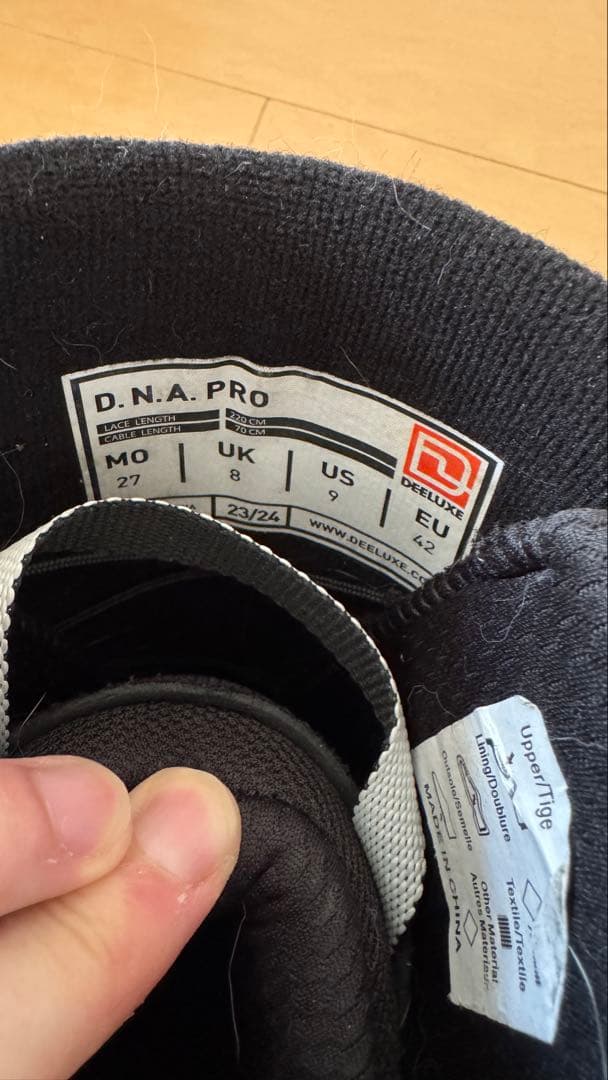 D. N. A. PRO
LACE LENGTH 220 CM
CABLE LENGTH 70 CM
DEELUXE
MO UK US EU
27 8 9 42
23/24 WWW.DEELUXE.CO
Upper/Tige
Lining/Doublure
Outsole/Semelle
MADE IN CHINA
Textile/Textile
Other Material
Autres Materiaux